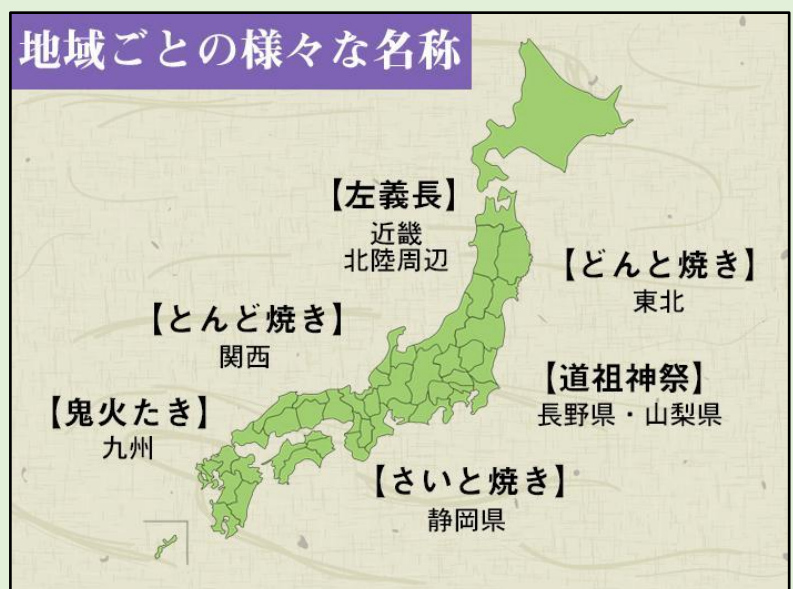 地域ごとの様々な名称
【左義長】
近畿
北陸周辺
【どんと焼き】
東北
【とんど焼き】
関西
【道祖神祭】
長野県・山梨県
【鬼火たき】
九州
【さいと焼き】
静岡県